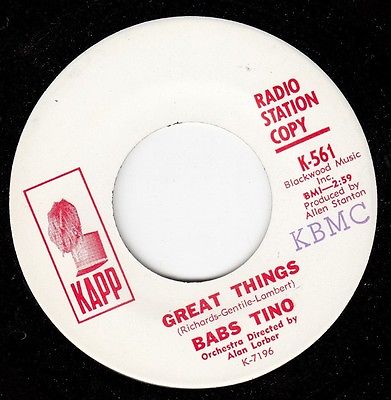 RADIO
STATION
COPY
K-561
Blackwood Music
Inc.
BMI—2:59
Produced by
Allen Stanton
KBMC
KAPP
GREAT THINGS
(Richards-Gentile-Lambert)
BABS TINO
Orchestra Directed by
Alan Lorber
K-7196